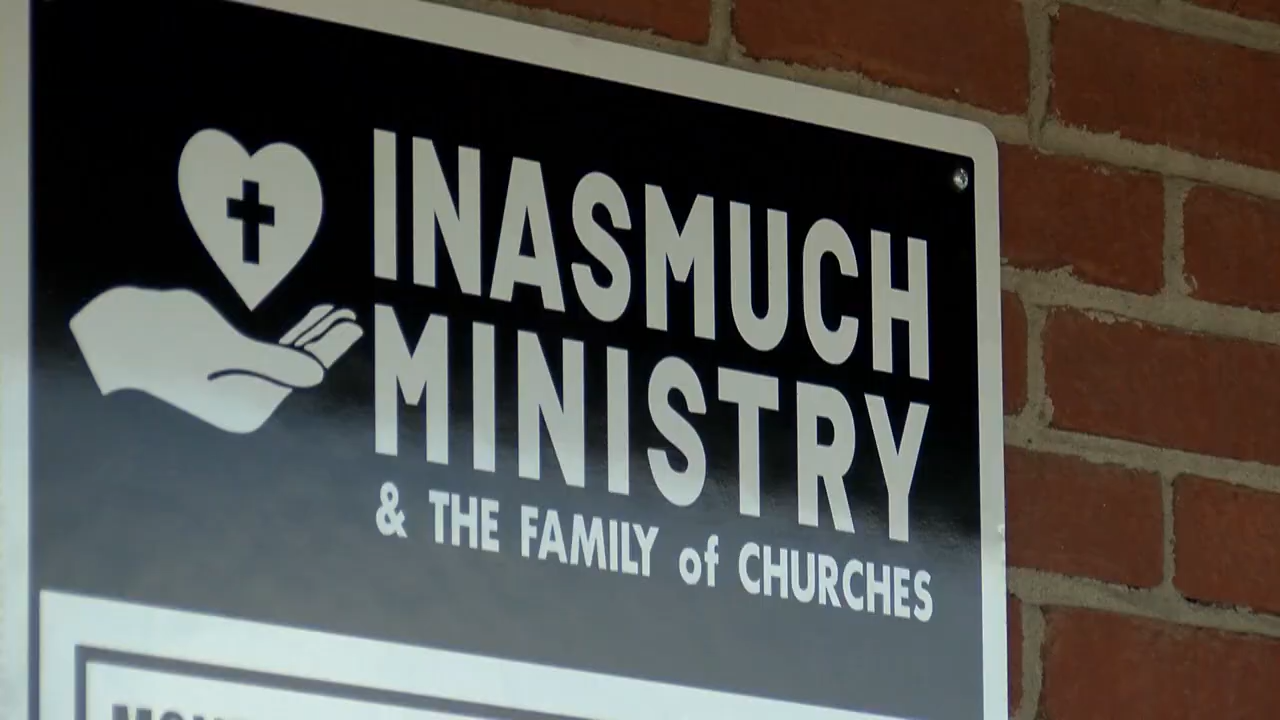 INASMUCH
MINISTRY
& THE FAMILY of CHURCHES